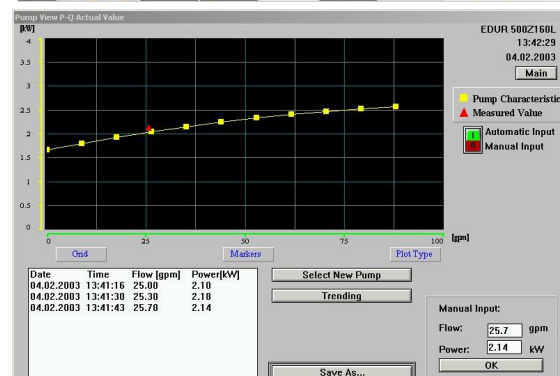 Pump View P-Q Actual Value
[kW]
EDUR 500Z160L
13:42:29
04.02.2003
Main
4
3.5
3
2.5
2
1.5
1
0.5
0
Pump Characteristic
Measured Value
Automatic Input
Manual Input
0 25 50 75 100 [gpm]
Grid Markers Plot Type
Date Time Flow [gpm] Power[kW]
04.02.2003 13:41:16 25.00 2.10
04.02.2003 13:41:30 25.30 2.18
04.02.2003 13:41:43 25.70 2.14
Select New Pump
Trending
Save As...
Manual Input:
Flow: 25.7 gpm
Power: 2.14 kW
OK